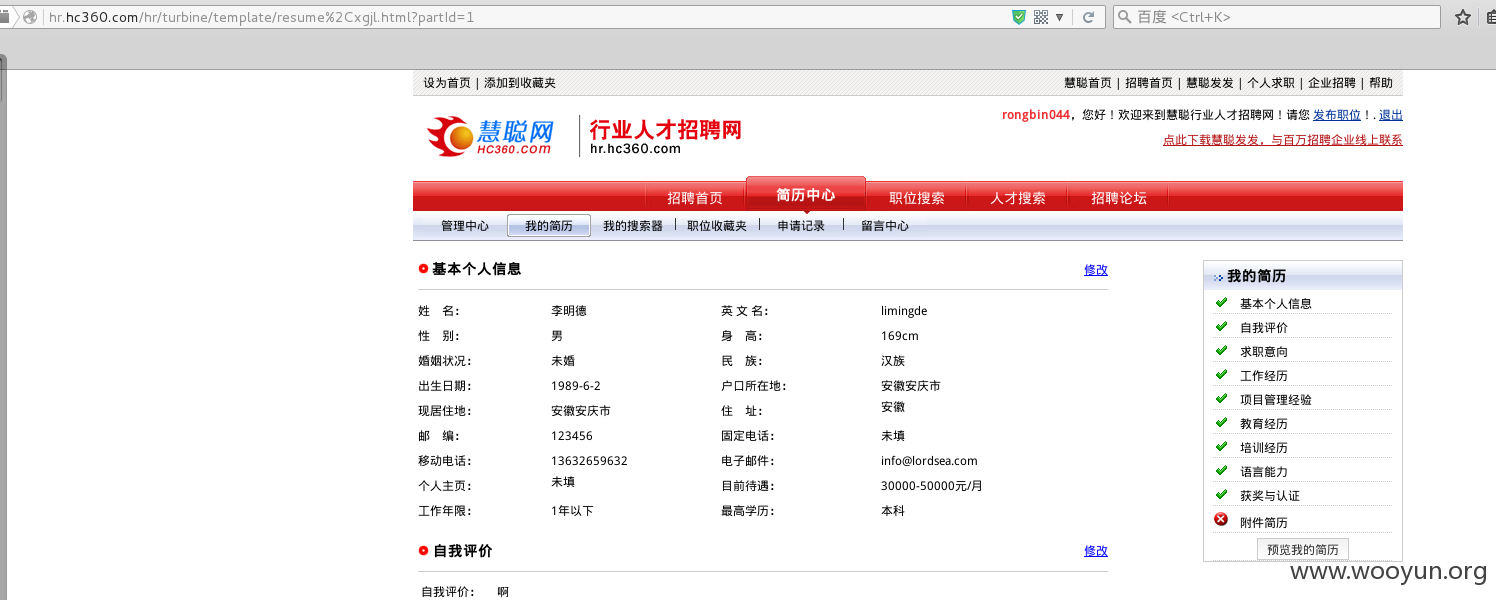 hr.hc360.com/hr/turbine/template/resume%2Cxgjl.html?partId=1 百度 <Ctrl+K>
设为首页 | 添加到收藏夹 慧聪首页 | 招聘首页 | 慧聪发发 | 个人求职 | 企业招聘 | 帮助
rongbin044，您好！欢迎来到慧聪行业人才招聘网！请您 发布职位！. 退出
慧聪网 HC360.com 行业人才招聘网 hr.hc360.com
点此下载慧聪发发，与百万招聘企业线上联系
招聘首页 简历中心 职位搜索 人才搜索 招聘论坛
管理中心 我的简历 我的搜索器 职位收藏夹 申请记录 留言中心
基本个人信息 修改
姓 名： 李明德 英 文 名： limingde
性 别： 男 身 高： 169cm
婚姻状况： 未婚 民 族： 汉族
出生日期： 1989-6-2 户口所在地： 安徽安庆市
现居住地： 安徽安庆市 住 址： 安徽
邮 编： 123456 固定电话： 未填
移动电话： 13632659632 电子邮件： info@lordsea.com
个人主页： 未填 目前待遇： 30000-50000元/月
工作年限： 1年以下 最高学历： 本科
自我评价 修改
自我评价： 啊
我的简历
基本个人信息
自我评价
求职意向
工作经历
项目管理经验
教育经历
培训经历
语言能力
获奖与认证
附件简历
预览我的简历
www.wooyun.org